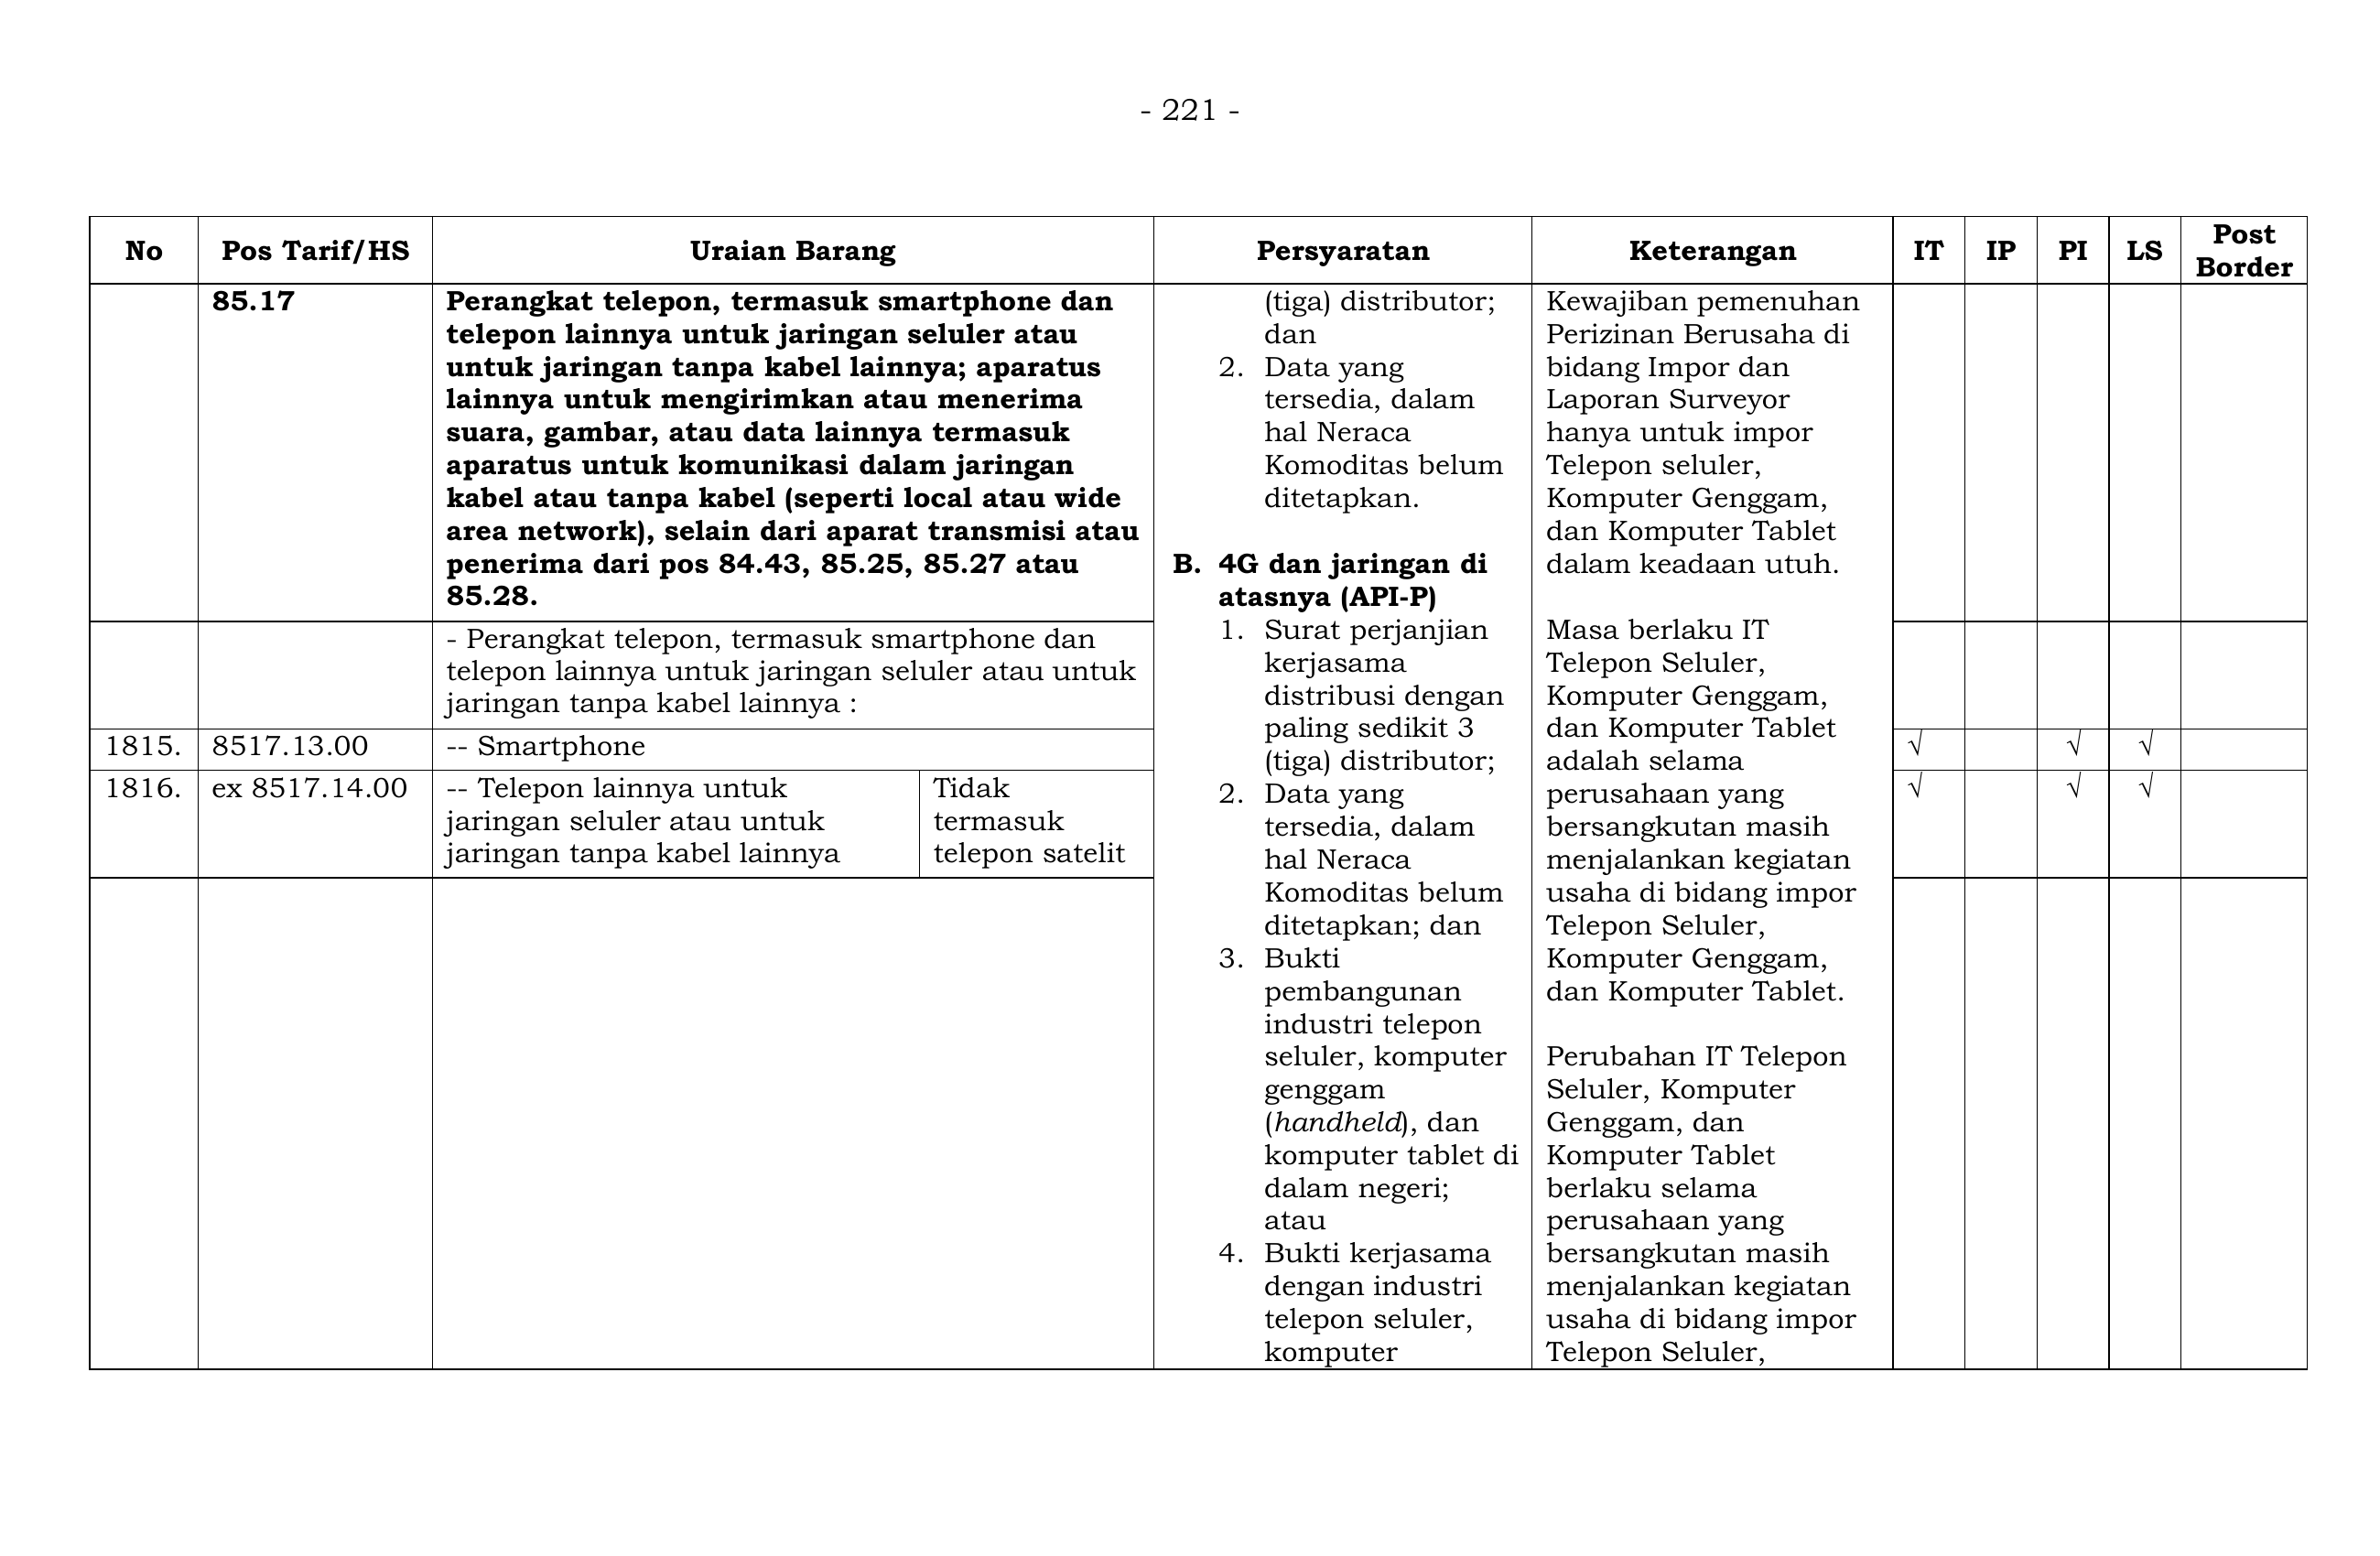 - 221 -
No
Pos Tarif/HS
Uraian Barang
Persyaratan
Keterangan
IT
IP
PI
LS
Post
Border
85.17
Perangkat telepon, termasuk smartphone dan
telepon lainnya untuk jaringan seluler atau
untuk jaringan tanpa kabel lainnya; aparatus
lainnya untuk mengirimkan atau menerima
suara, gambar, atau data lainnya termasuk
aparatus untuk komunikasi dalam jaringan
kabel atau tanpa kabel (seperti local atau wide
area network), selain dari aparat transmisi atau
penerima dari pos 84.43, 85.25, 85.27 atau
85.28.
- Perangkat telepon, termasuk smartphone dan
telepon lainnya untuk jaringan seluler atau untuk
jaringan tanpa kabel lainnya :
1815.
8517.13.00
-- Smartphone
√
√
√
1816.
ex 8517.14.00
-- Telepon lainnya untuk
jaringan seluler atau untuk
jaringan tanpa kabel lainnya
Tidak
termasuk
telepon satelit
√
√
√
(tiga) distributor;
dan
2. Data yang
tersedia, dalam
hal Neraca
Komoditas belum
ditetapkan.
B. 4G dan jaringan di
atasnya (API-P)
1. Surat perjanjian
kerjasama
distribusi dengan
paling sedikit 3
(tiga) distributor;
2. Data yang
tersedia, dalam
hal Neraca
Komoditas belum
ditetapkan; dan
3. Bukti
pembangunan
industri telepon
seluler, komputer
genggam
(handheld), dan
komputer tablet di
dalam negeri;
atau
4. Bukti kerjasama
dengan industri
telepon seluler,
komputer
Kewajiban pemenuhan
Perizinan Berusaha di
bidang Impor dan
Laporan Surveyor
hanya untuk impor
Telepon seluler,
Komputer Genggam,
dan Komputer Tablet
dalam keadaan utuh.
Masa berlaku IT
Telepon Seluler,
Komputer Genggam,
dan Komputer Tablet
adalah selama
perusahaan yang
bersangkutan masih
menjalankan kegiatan
usaha di bidang impor
Telepon Seluler,
Komputer Genggam,
dan Komputer Tablet.
Perubahan IT Telepon
Seluler, Komputer
Genggam, dan
Komputer Tablet
berlaku selama
perusahaan yang
bersangkutan masih
menjalankan kegiatan
usaha di bidang impor
Telepon Seluler,